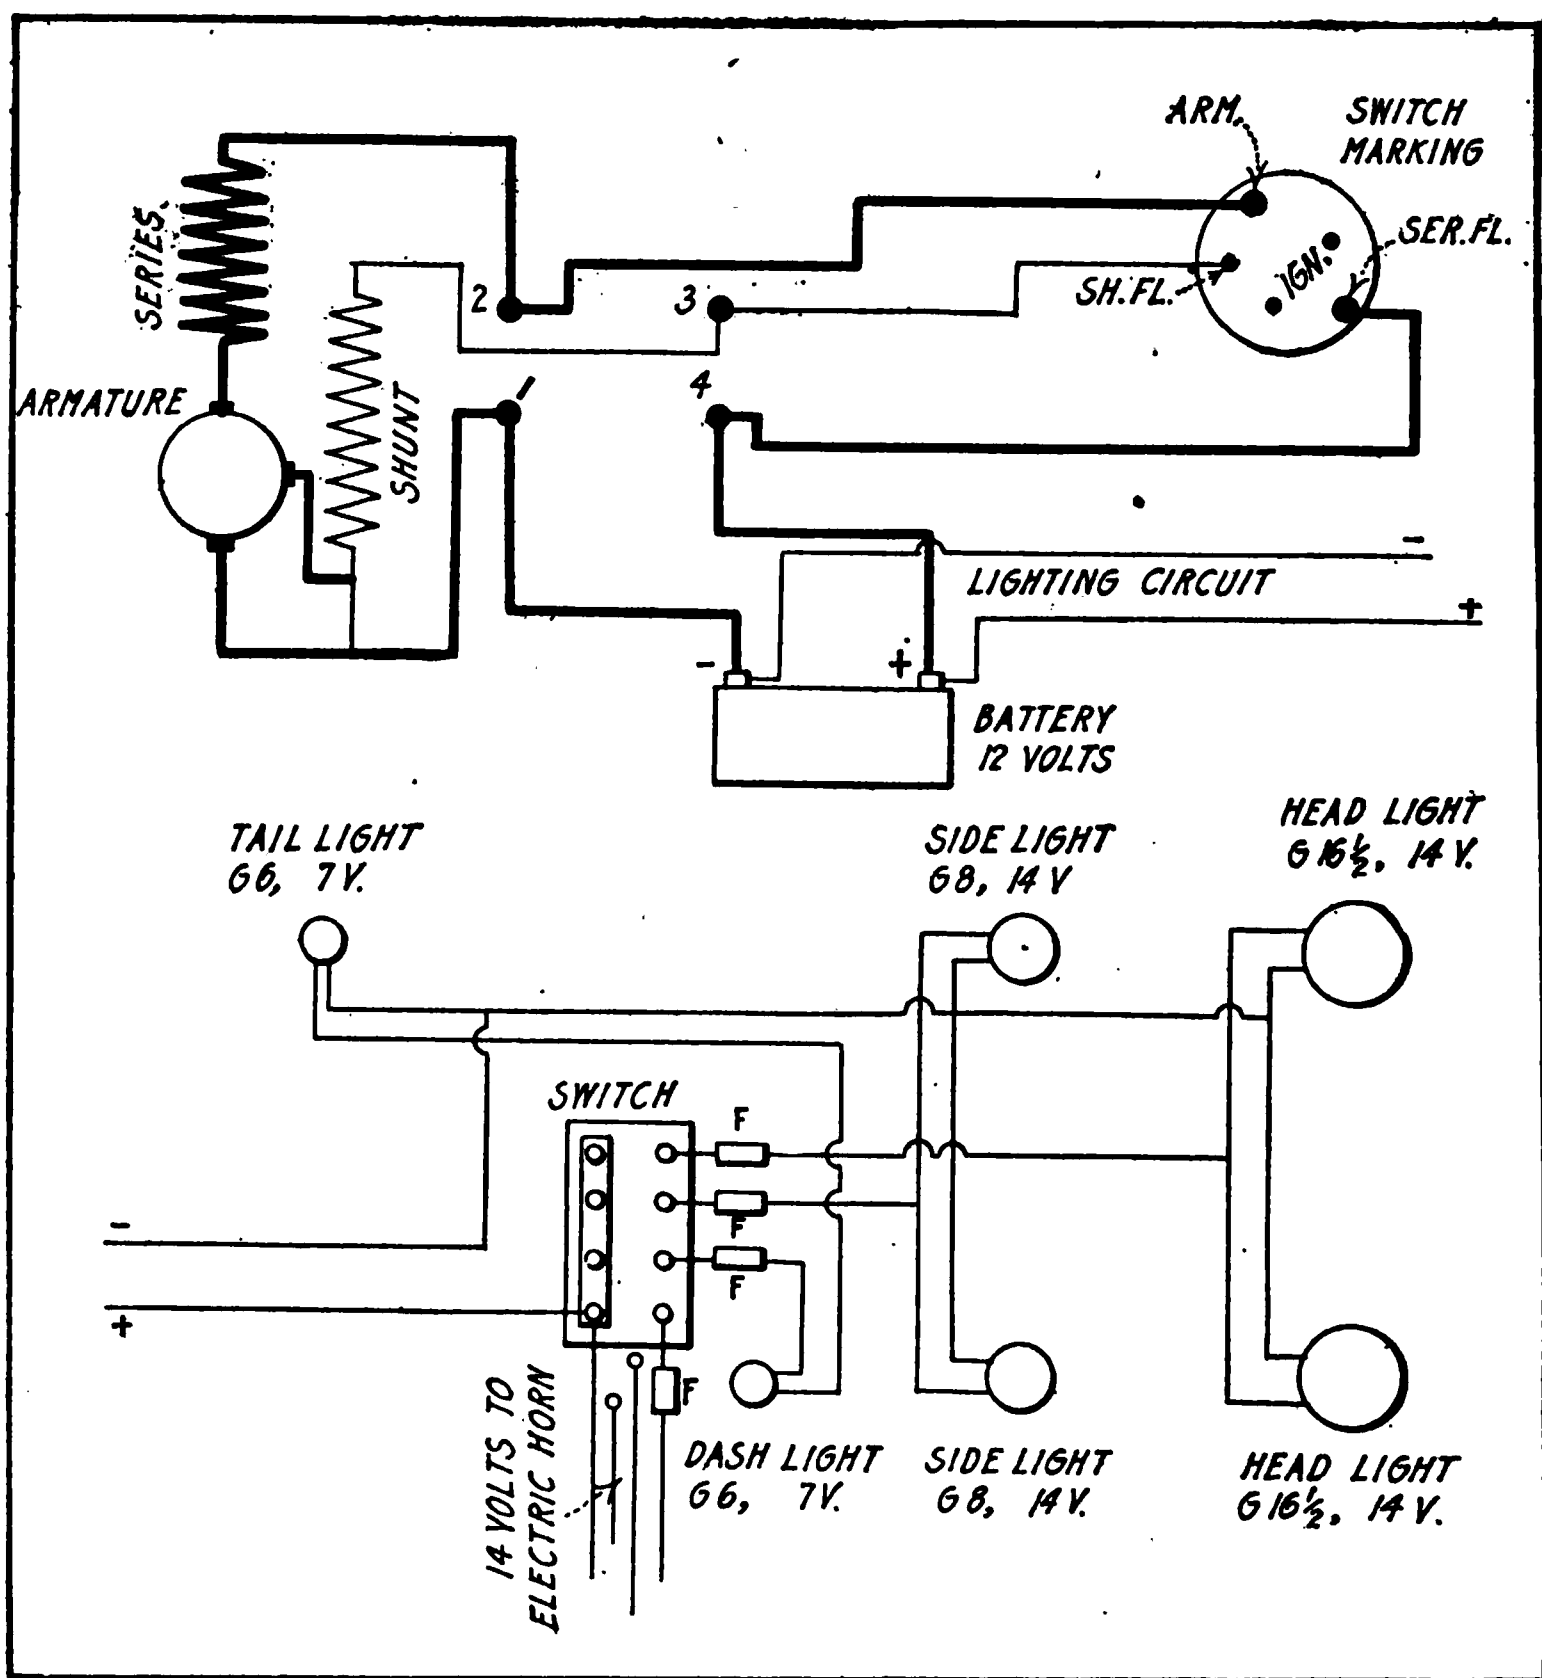 ARM.
SWITCH
MARKING
SERIES.
SER.FL.
IGN.
SH.FL.
2
3
1
4
ARMATURE
SHUNT
-
LIGHTING CIRCUIT
+
-
+
BATTERY
12 VOLTS
TAIL LIGHT
G6, 7V.
SIDE LIGHT
G8, 14 V
HEAD LIGHT
G 16½, 14 V.
SWITCH
F
F
F
-
+
F
14 VOLTS TO
ELECTRIC HORN
DASH LIGHT
G6, 7V.
SIDE LIGHT
G8, 14V.
HEAD LIGHT
G 16½, 14 V.